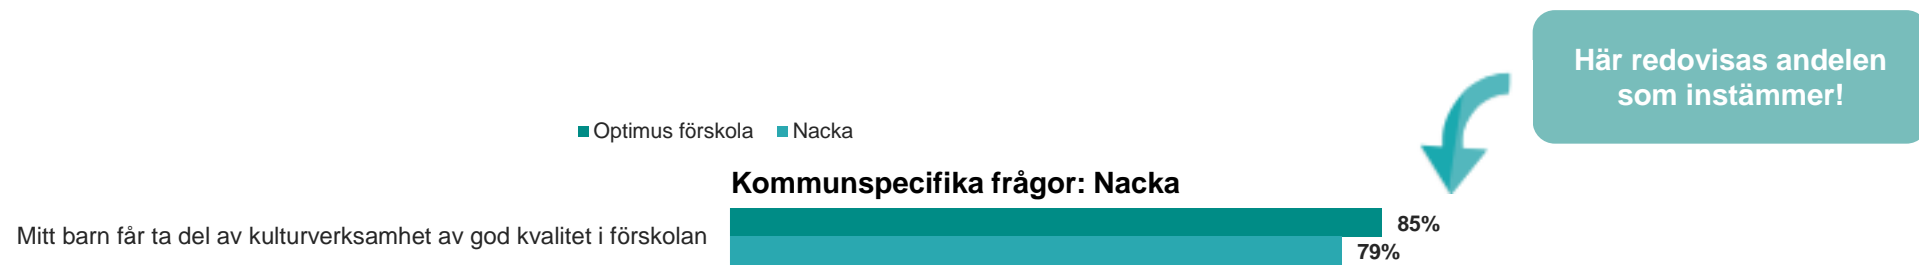 Här redovisas andelen
som instämmer!
Optimus förskola Nacka
Kommunspecifika frågor: Nacka
Mitt barn får ta del av kulturverksamhet av god kvalitet i förskolan
85%
79%